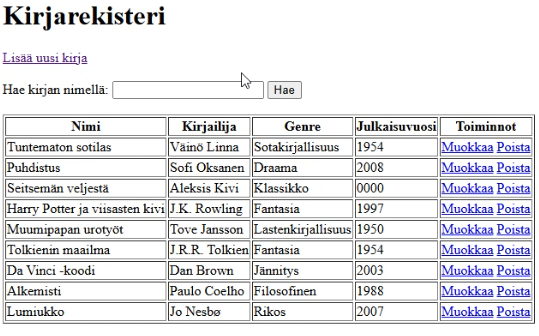 Kirjarekisteri
Lisää uusi kirja
Hae kirjan nimellä: Hae
Nimi Kirjailija Genre Julkaisuvuosi Toiminnot
Tuntematon sotilas Väinö Linna Sotakirjallisuus 1954 Muokkaa Poista
Puhdistus Sofi Oksanen Draama 2008 Muokkaa Poista
Seitsemän veljestä Aleksis Kivi Klassikko 0000 Muokkaa Poista
Harry Potter ja viisasten kivi J.K. Rowling Fantasia 1997 Muokkaa Poista
Muumipapan urotyöt Tove Jansson Lastenkirjallisuus 1950 Muokkaa Poista
Tolkienin maailma J.R.R. Tolkien Fantasia 1954 Muokkaa Poista
Da Vinci -koodi Dan Brown Jännitys 2003 Muokkaa Poista
Alkemisti Paulo Coelho Filosofinen 1988 Muokkaa Poista
Lumiukko Jo Nesbø Rikos 2007 Muokkaa Poista